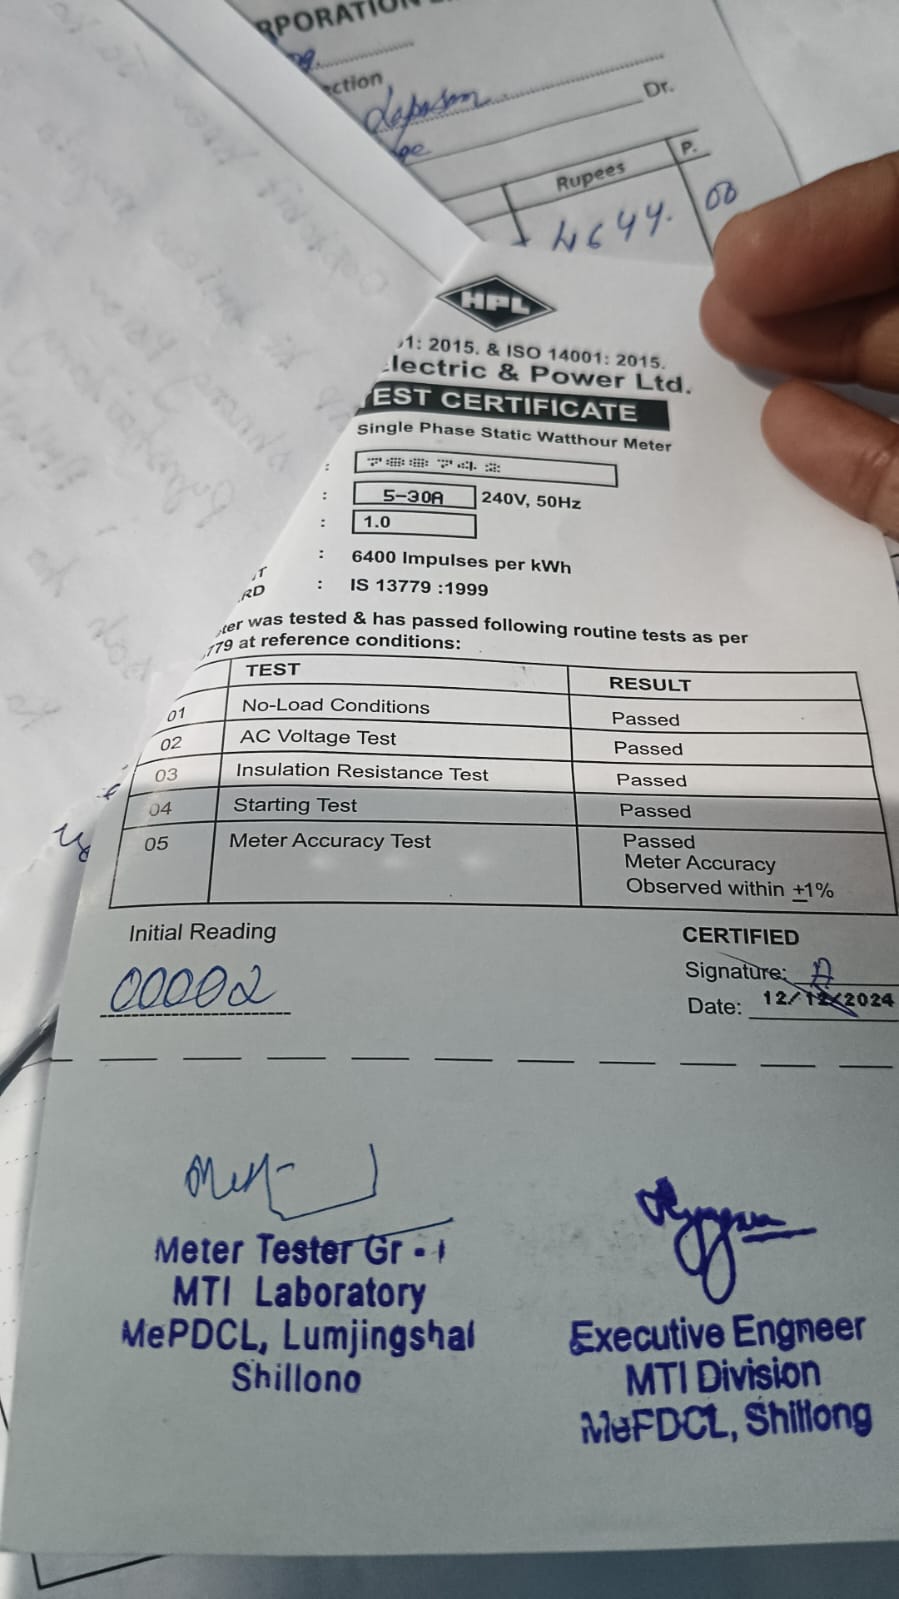 RPORATION
ction
Dr.
Rupees P.
4644. 00
HPL
1: 2015. & ISO 14001: 2015.
lectric & Power Ltd.
TEST CERTIFICATE
Single Phase Static Watthour Meter
:
: 5-30A 240V, 50Hz
: 1.0
T : 6400 Impulses per kWh
RD : IS 13779 :1999
ter was tested & has passed following routine tests as per
779 at reference conditions:
TEST RESULT
01 No-Load Conditions Passed
02 AC Voltage Test Passed
03 Insulation Resistance Test Passed
04 Starting Test Passed
05 Meter Accuracy Test Passed
Meter Accuracy
Observed within ±1%
Initial Reading
00002
CERTIFIED
Signature:
Date: 12/12/2024
Meter Tester Gr - I
MTI Laboratory
MePDCL, Lumjingshai
Shillono
Executive Engneer
MTI Division
MePDCL, Shillong